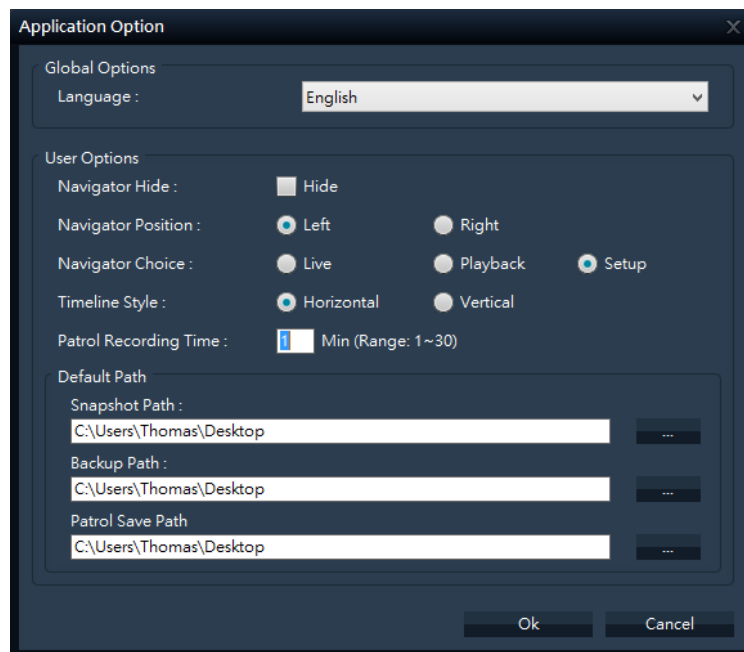 Application Option X
Global Options
Language : English
User Options
Navigator Hide : Hide
Navigator Position : Left Right
Navigator Choice : Live Playback Setup
Timeline Style : Horizontal Vertical
Patrol Recording Time : 1 Min (Range: 1~30)
Default Path
Snapshot Path :
C:\Users\Thomas\Desktop ...
Backup Path :
C:\Users\Thomas\Desktop ...
Patrol Save Path
C:\Users\Thomas\Desktop ...
Ok Cancel